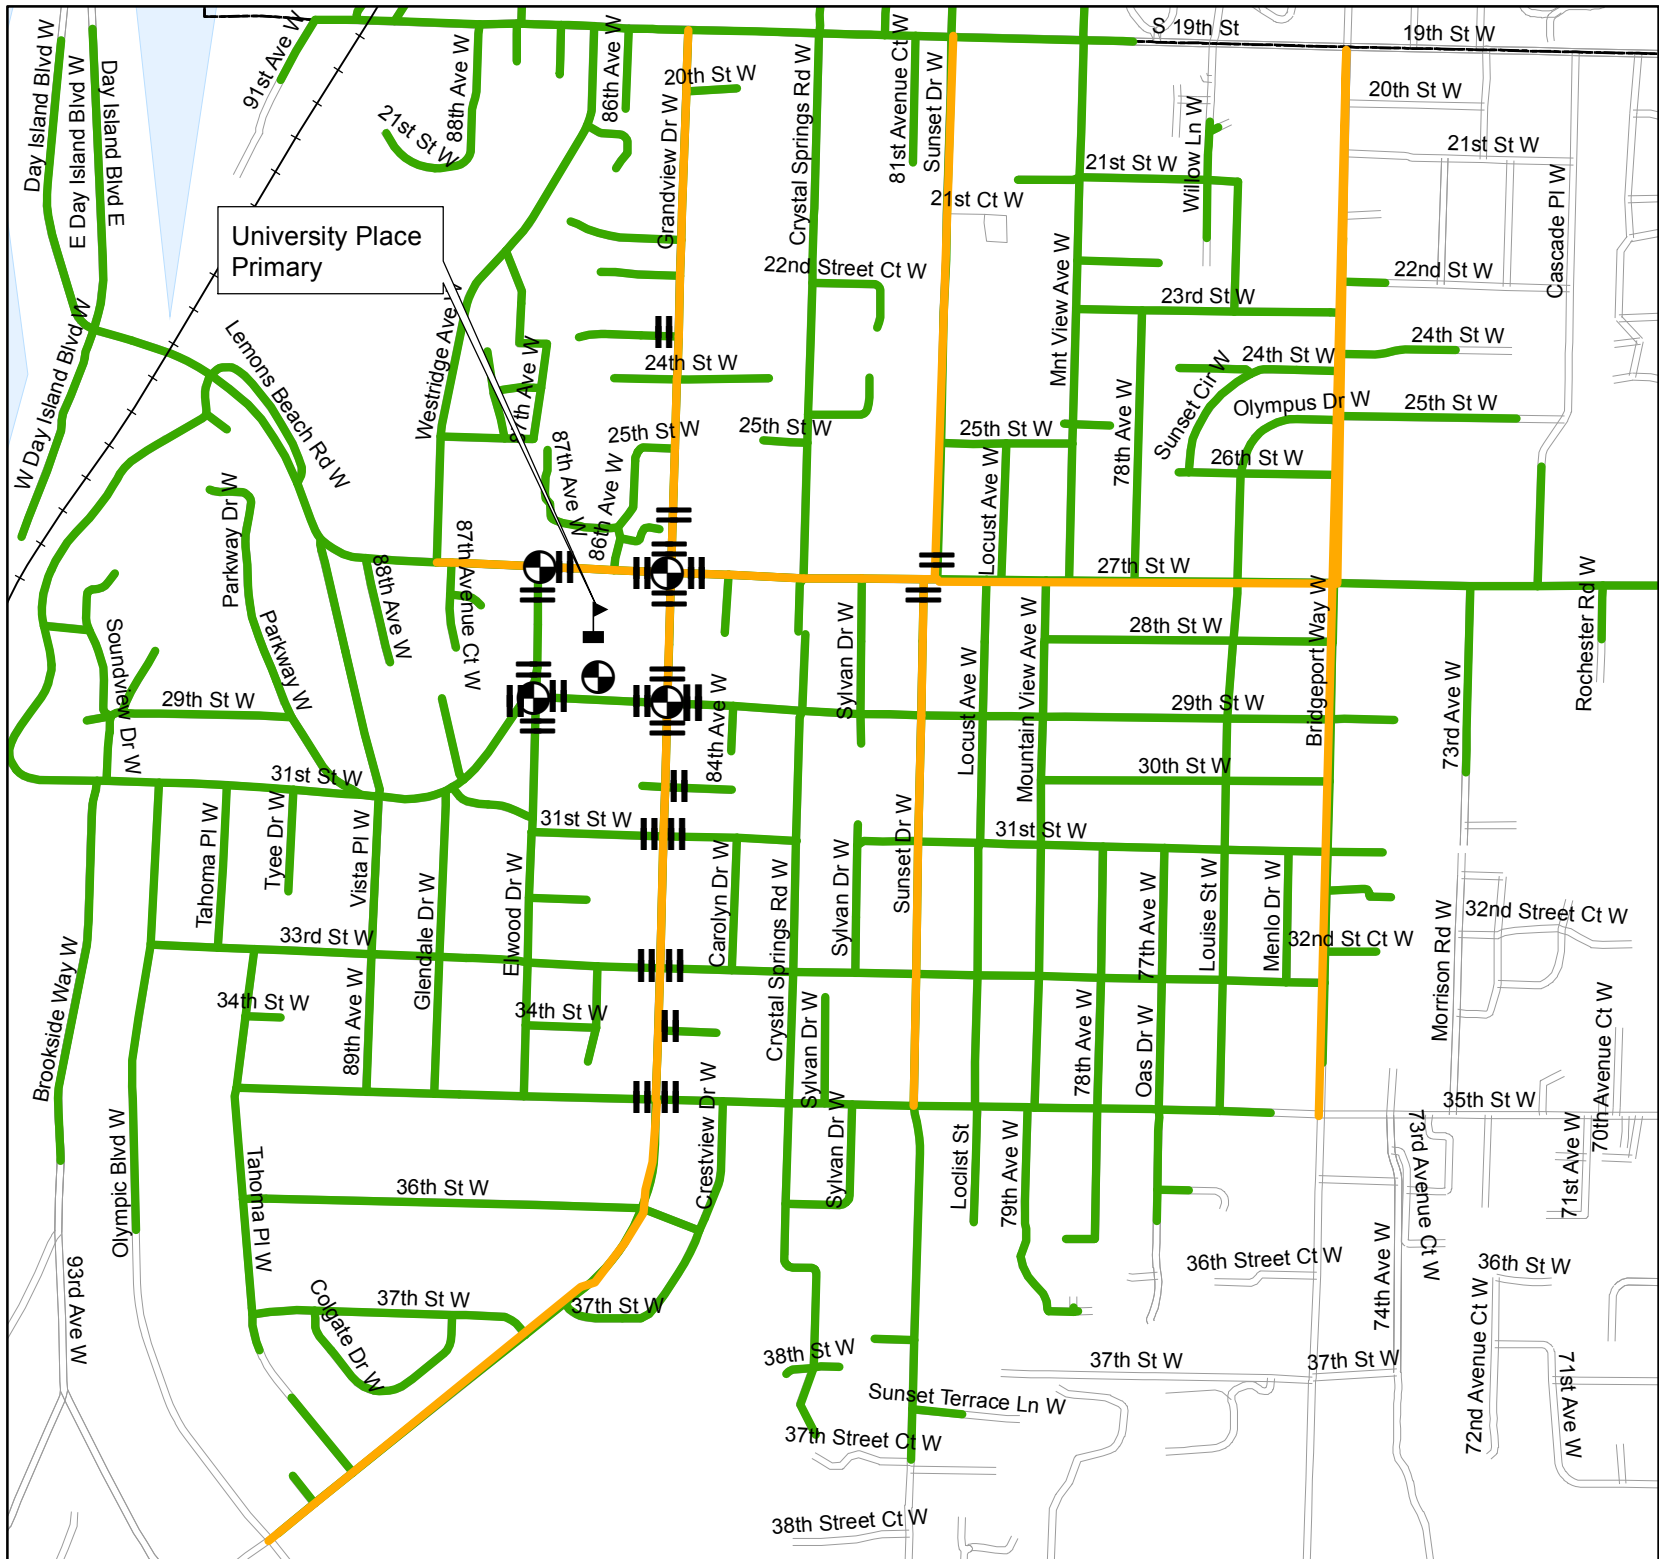 S 19th St
19th St W
91st Ave W
88th Ave W
86th Ave W
20th St W
Grandview Dr W
Crystal Springs Rd W
81st Avenue Ct W
Sunset Dr W
20th St W
Day Island Blvd W
E Day Island Blvd W
Day Island Blvd E
21st St W
21st St W
Willow Ln W
21st St W
21st Ct W
Cascade Pl W
University Place
Primary
22nd Street Ct W
Mnt View Ave W
22nd St W
23rd St W
W Day Island Blvd W
Lemons Beach Rd W
Westridge Ave
87th Ave W
24th St W
24th St W
24th St W
Sunset Cir W
78th Ave W
Olympus Dr W
25th St W
25th St W
25th St W
25th St W
26th St W
87th Ave W
86th Ave W
Locust Ave W
Parkway Dr W
88th Ave W
87th Avenue Ct W
27th St W
Rochester Rd W
Soundview Dr W
Parkway W
28th St W
Sylvan Dr W
Locust Ave W
Mountain View Ave W
Bridgeport Way W
73rd Ave W
29th St W
29th St W
84th Ave W
30th St W
31st St W
31st St W
31st St W
Tahoma Pl W
Tyee Dr W
Vista Pl W
Glendale Dr W
Elwood Dr W
Carolyn Dr W
Crystal Springs Rd W
Sylvan Dr W
Sunset Dr W
77th Ave W
Louise St W
Menlo Dr W
32nd Street Ct W
32nd St Ct W
Morrison Rd W
33rd St W
Brookside Way W
34th St W
34th St W
89th Ave W
Sylvan Dr W
78th Ave W
Oas Dr W
70th Avenue Ct W
35th St W
Olympic Blvd W
Tahoma Pl W
Crestview Dr W
Sylvan Dr W
Loclist St
79th Ave W
73rd Avenue Ct W
71st Ave W
36th St W
36th Street Ct W
36th St W
74th Ave W
93rd Ave W
Colgate Dr W
37th St W
37th St W
38th St W
37th St W
37th St W
72nd Avenue Ct W
71st Ave W
Sunset Terrace Ln W
37th Street Ct W
38th Street Ct W